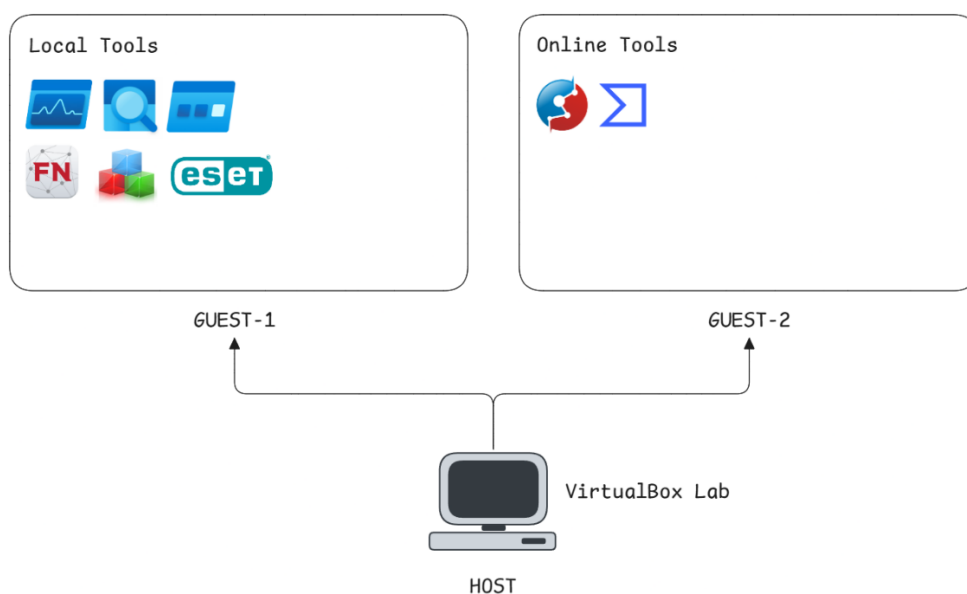 Local Tools
Online Tools
FN
eseT
GUEST-1
GUEST-2
VirtualBox Lab
HOST